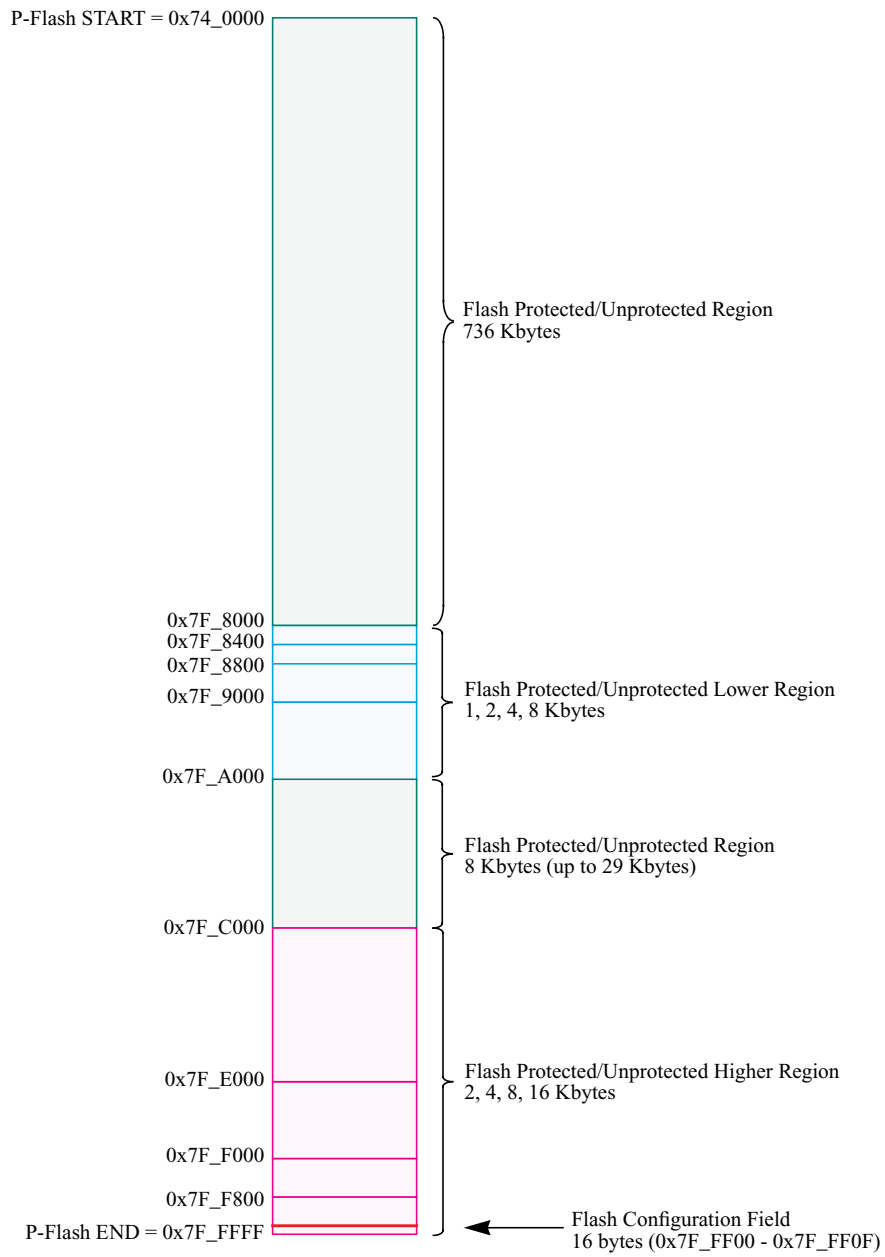 P-Flash START = 0x74_0000
Flash Protected/Unprotected Region
736 Kbytes
0x7F_8000
0x7F_8400
0x7F_8800
0x7F_9000
Flash Protected/Unprotected Lower Region
1, 2, 4, 8 Kbytes
0x7F_A000
Flash Protected/Unprotected Region
8 Kbytes (up to 29 Kbytes)
0x7F_C000
0x7F_E000
Flash Protected/Unprotected Higher Region
2, 4, 8, 16 Kbytes
0x7F_F000
0x7F_F800
P-Flash END = 0x7F_FFFF
Flash Configuration Field
16 bytes (0x7F_FF00 - 0x7F_FF0F)